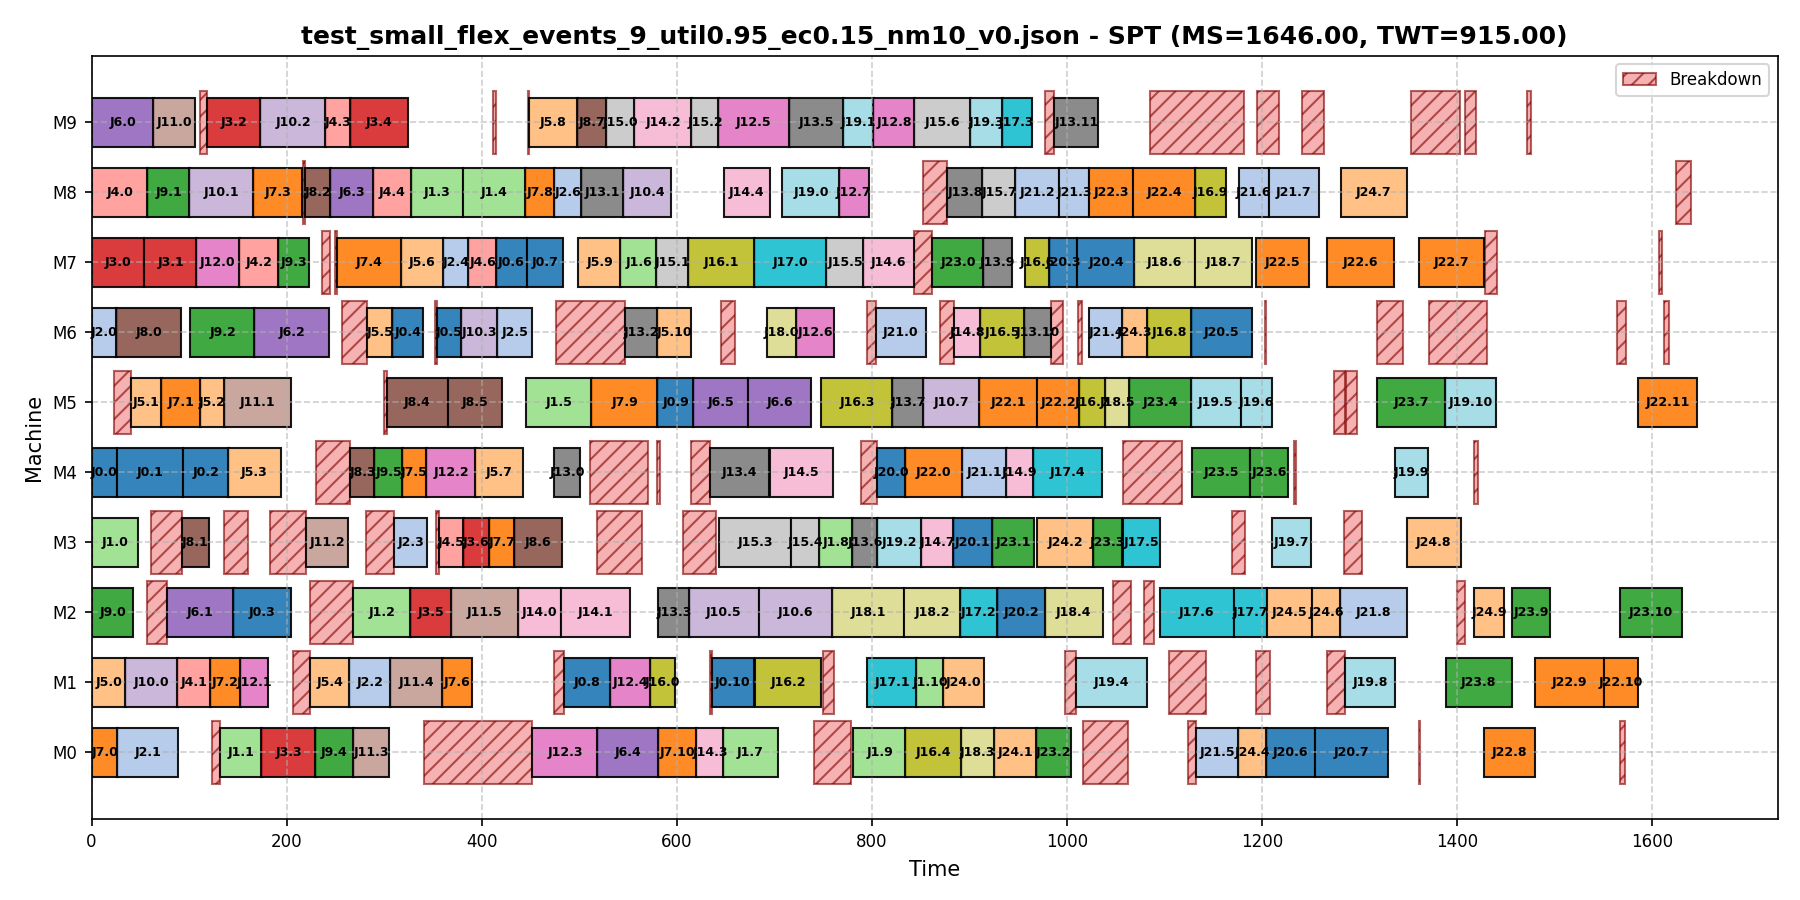 test_small_flex_events_9_util0.95_ec0.15_nm10_v0.json - SPT (MS=1646.00, TWT=915.00)
Breakdown
Machine
M9 J6.0 J11.0 J3.2 J10.2 J4.3 J3.4 J5.8 J8.7 J15.0 J14.2 J15.2 J12.5 J13.5 J19.1 J12.8 J15.6 J19.3 J17.3 J13.11
M8 J4.0 J9.1 J10.1 J7.3 J8.2 J6.3 J4.4 J1.3 J1.4 J7.8 J2.6 J13.1 J10.4 J14.4 J19.0 J12.7 J13.8 J15.7 J21.2 J21.3 J22.3 J22.4 J16.9 J21.6 J21.7 J24.7
M7 J3.0 J3.1 J12.0 J4.2 J9.3 J7.4 J5.6 J2.4 J4.6 J0.6 J0.7 J5.9 J1.6 J15.1 J16.1 J17.0 J15.5 J14.6 J23.0 J13.9 J16.6 J20.3 J20.4 J18.6 J18.7 J22.5 J22.6 J22.7
M6 J2.0 J8.0 J9.2 J6.2 J5.5 J0.4 J0.5 J10.3 J2.5 J13.2 J5.10 J18.0 J12.6 J21.0 J14.8 J16.5 J13.10 J21.4 J24.3 J16.8 J20.5
M5 J5.1 J7.1 J5.2 J11.1 J8.4 J8.5 J1.5 J7.9 J0.9 J6.5 J6.6 J16.3 J13.7 J10.7 J22.1 J22.2 J18.5 J23.4 J19.5 J19.6 J23.7 J19.10 J22.11
M4 J0.0 J0.1 J0.2 J5.3 J8.3 J9.5 J7.5 J12.2 J5.7 J13.0 J13.4 J14.5 J20.0 J22.0 J21.1 J14.9 J17.4 J23.5 J23.6 J19.9
M3 J1.0 J8.1 J11.2 J2.3 J4.5 J3.6 J7.7 J8.6 J15.3 J15.4 J1.8 J13.6 J19.2 J14.7 J20.1 J23.1 J24.2 J23.3 J17.5 J19.7 J24.8
M2 J9.0 J6.1 J0.3 J1.2 J3.5 J11.5 J14.0 J14.1 J13.3 J10.5 J10.6 J18.1 J18.2 J17.2 J20.2 J18.4 J17.6 J17.7 J24.5 J24.6 J21.8 J24.9 J23.9 J23.10
M1 J5.0 J10.0 J4.1 J7.2 J12.1 J5.4 J2.2 J11.4 J7.6 J0.8 J12.4 J16.0 J0.10 J16.2 J17.1 J1.10 J24.0 J19.4 J19.8 J23.8 J22.9 J22.10
M0 J7.0 J2.1 J1.1 J3.3 J9.4 J11.3 J12.3 J6.4 J7.10 J14.3 J1.7 J1.9 J16.4 J18.3 J24.1 J23.2 J21.5 J24.4 J20.6 J20.7 J22.8
0 200 400 600 800 1000 1200 1400 1600
Time